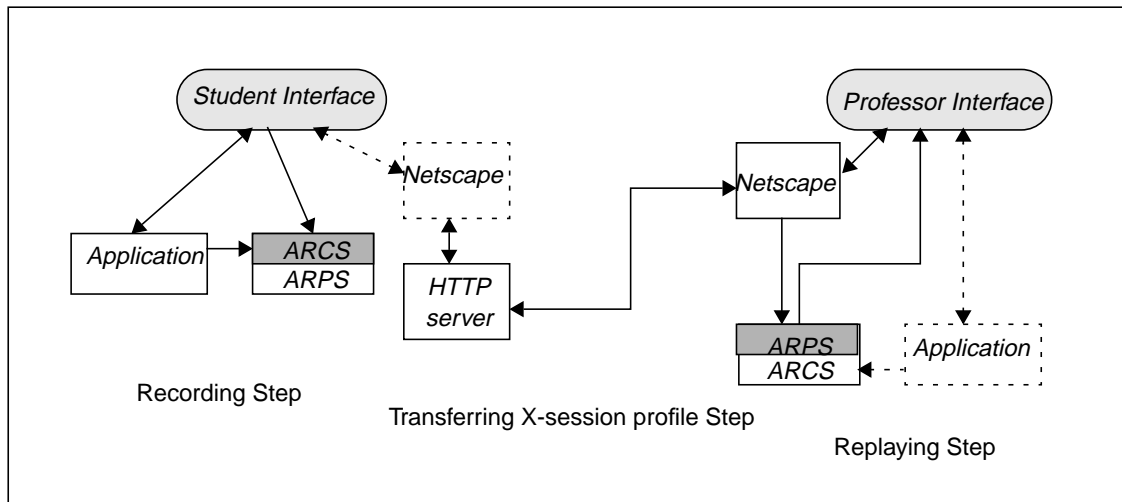 Student Interface
Professor Interface
Netscape
Netscape
Application
ARCS
ARPS
HTTP
server
ARPS
ARCS
Application
Recording Step
Transferring X-session profile Step
Replaying Step